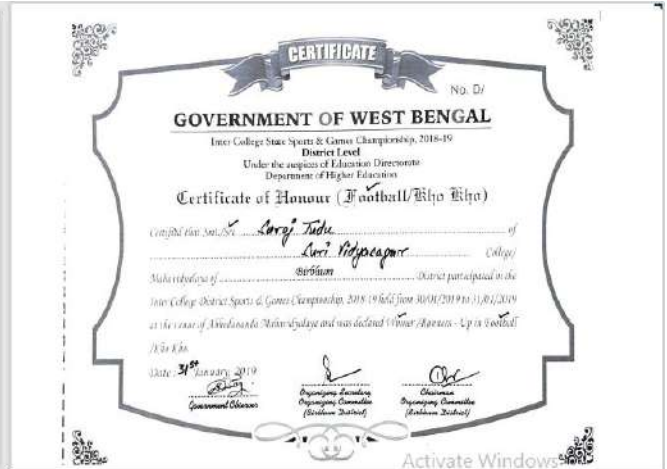 CERTIFICATE
No. D/
GOVERNMENT OF WEST BENGAL
Inter College State Sports & Games Championship, 2018-19
District Level
Under the auspices of Education Directorate
Department of Higher Education
Certificate of Honour (Football/Kho Kho)
Certified that Smt./Sri. Saroj Tudu of
Suri Vidyasagar College/
Mahavidyalaya of Birbhum District participated in the
Inter College District Sports & Games Championship, 2018-19 held from 30/01/2019 to 31/01/2019
at the venue of Abhedananda Mahavidyalaya and was declared Winner/Runners-Up in Football
/Kho Kho.
Date: 31st January, 2019
Government Observer
Organizing Secretary
Organizing Committee
(Birbhum District)
Chairman
Organizing Committee
(Birbhum District)
Activate Windows